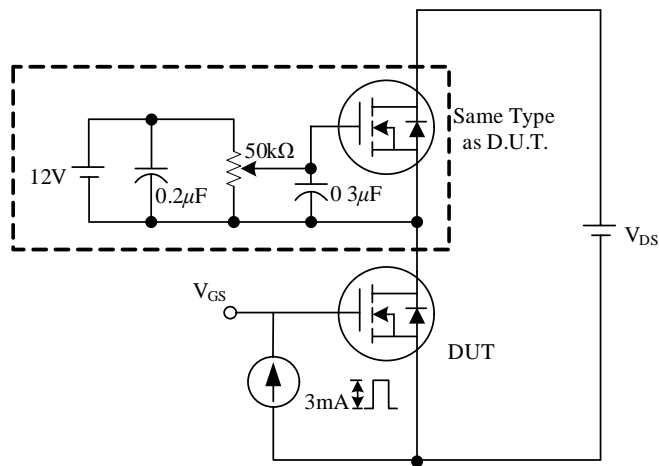 Same Type
as D.U.T.
50kΩ
12V
0.2μF
0 3μF
V_DS
V_GS
DUT
3mA